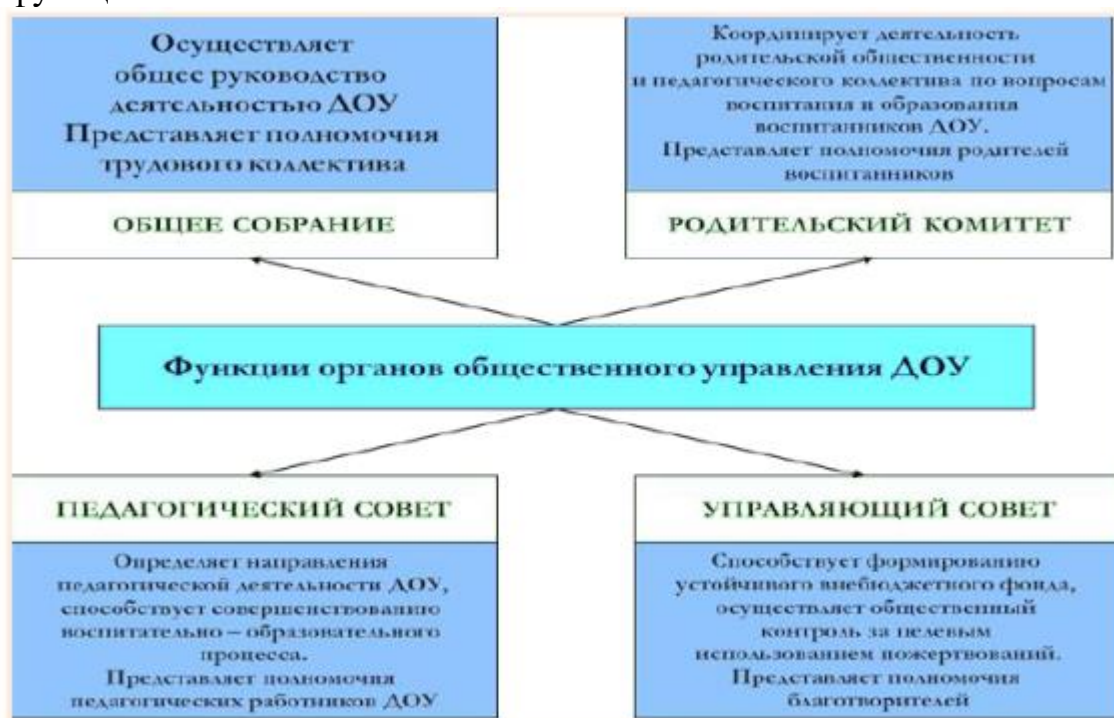 Осуществляет
общее руководство
деятельностью ДОУ
Представляет полномочия
трудового коллектива
ОБЩЕЕ СОБРАНИЕ
Координирует деятельность
родительской общественности
и педагогического коллектива по вопросам
воспитания и образования
воспитанников ДОУ.
Представляет полномочия родителей
воспитанников
РОДИТЕЛЬСКИЙ КОМИТЕТ
Функции органов общественного управления ДОУ
ПЕДАГОГИЧЕСКИЙ СОВЕТ
Определяет направления
педагогической деятельности ДОУ,
способствует совершенствованию
воспитательно – образовательного
процесса.
Представляет полномочия
педагогических работников ДОУ
УПРАВЛЯЮЩИЙ СОВЕТ
Способствует формированию
устойчивого внебюджетного фонда,
осуществляет общественный
контроль за целевым
использованием пожертвований.
Представляет полномочия
благотворителей